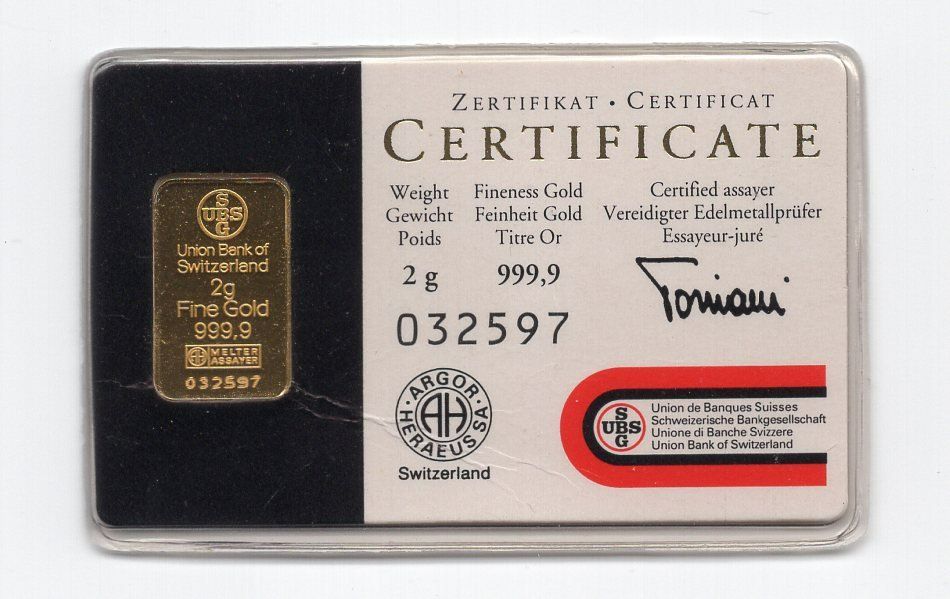 S
UBS
G
Union Bank of
Switzerland
2g
Fine Gold
999,9
AH MELTER
ASSAYER
032597
ZERTIFIKAT • CERTIFICAT
CERTIFICATE
Weight
Gewicht
Poids
2 g
Fineness Gold
Feinheit Gold
Titre Or
999,9
Certified assayer
Vereidigter Edelmetallprüfer
Essayeur-juré
Tomiani
032597
• ARGOR •
AH
HERAEUS SA
Switzerland
S
UBS
G
Union de Banques Suisses
Schweizerische Bankgesellschaft
Unione di Banche Svizzere
Union Bank of Switzerland